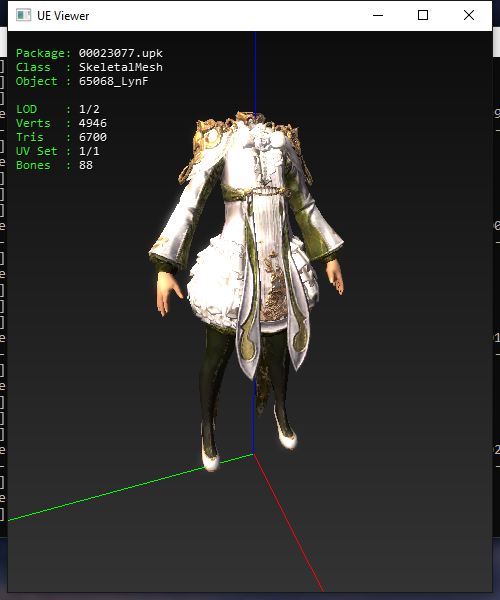 UE Viewer
Package: 00023077.upk
Class  : SkeletalMesh
Object : 65068_LynF
LOD    : 1/2
Verts  : 4946
Tris   : 6700
UV Set : 1/1
Bones  : 88